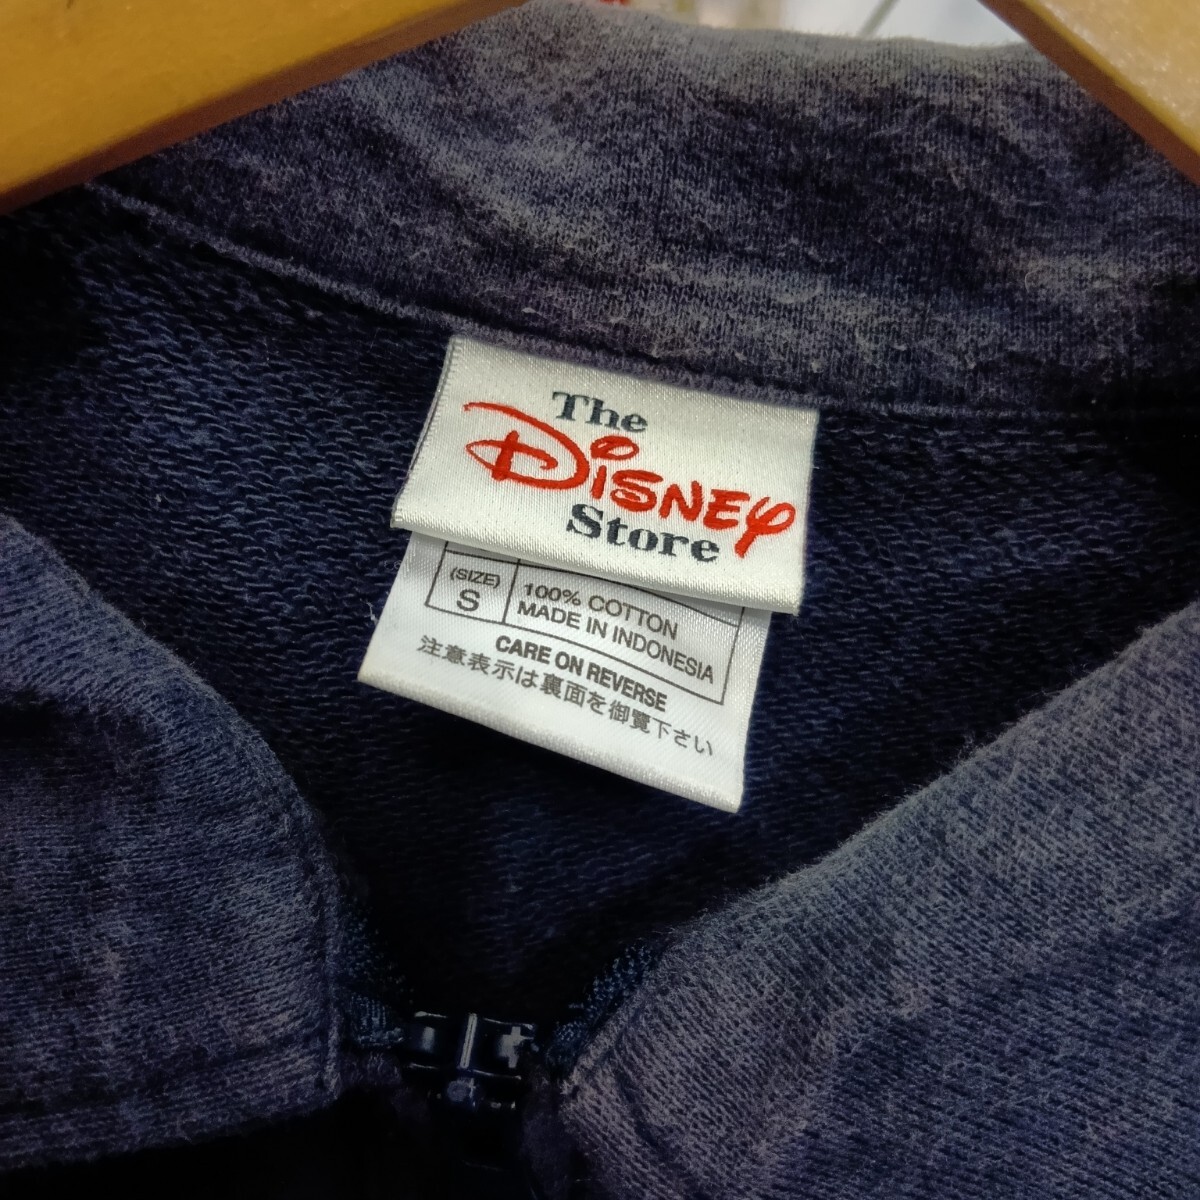 The
Disney
Store
(SIZE)
S
100% COTTON
MADE IN INDONESIA
CARE ON REVERSE
注意表示は裏面を御覧下さい